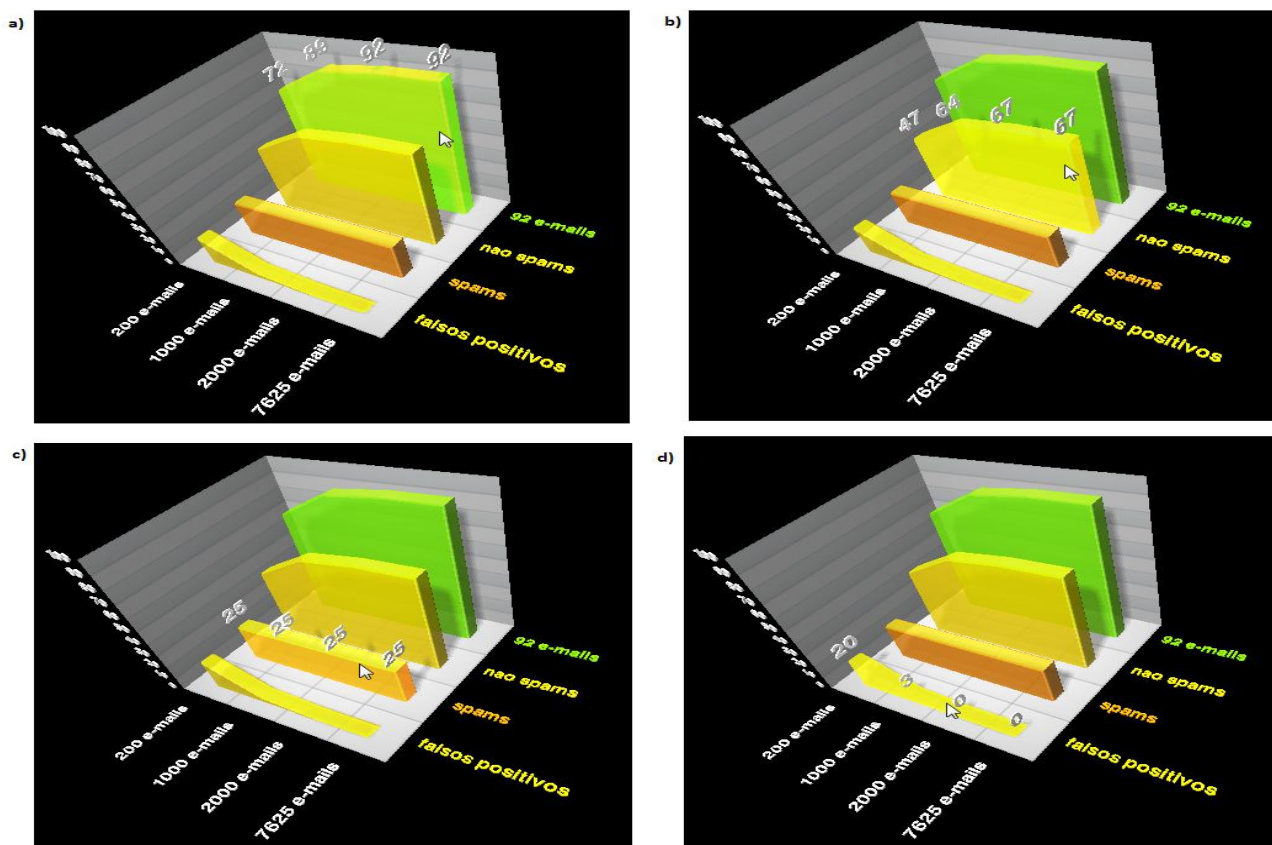 a)
72
89
92
92
92 e-mails
nao spams
spams
falsos positivos
200 e-mails
1000 e-mails
2000 e-mails
7625 e-mails
b)
47
64
67
67
92 e-mails
nao spams
spams
falsos positivos
200 e-mails
1000 e-mails
2000 e-mails
7625 e-mails
c)
25
25
25
25
92 e-mails
nao spams
spams
falsos positivos
200 e-mails
1000 e-mails
2000 e-mails
7625 e-mails
d)
20
0
0
92 e-mails
nao spams
spams
falsos positivos
200 e-mails
1000 e-mails
2000 e-mails
7625 e-mails